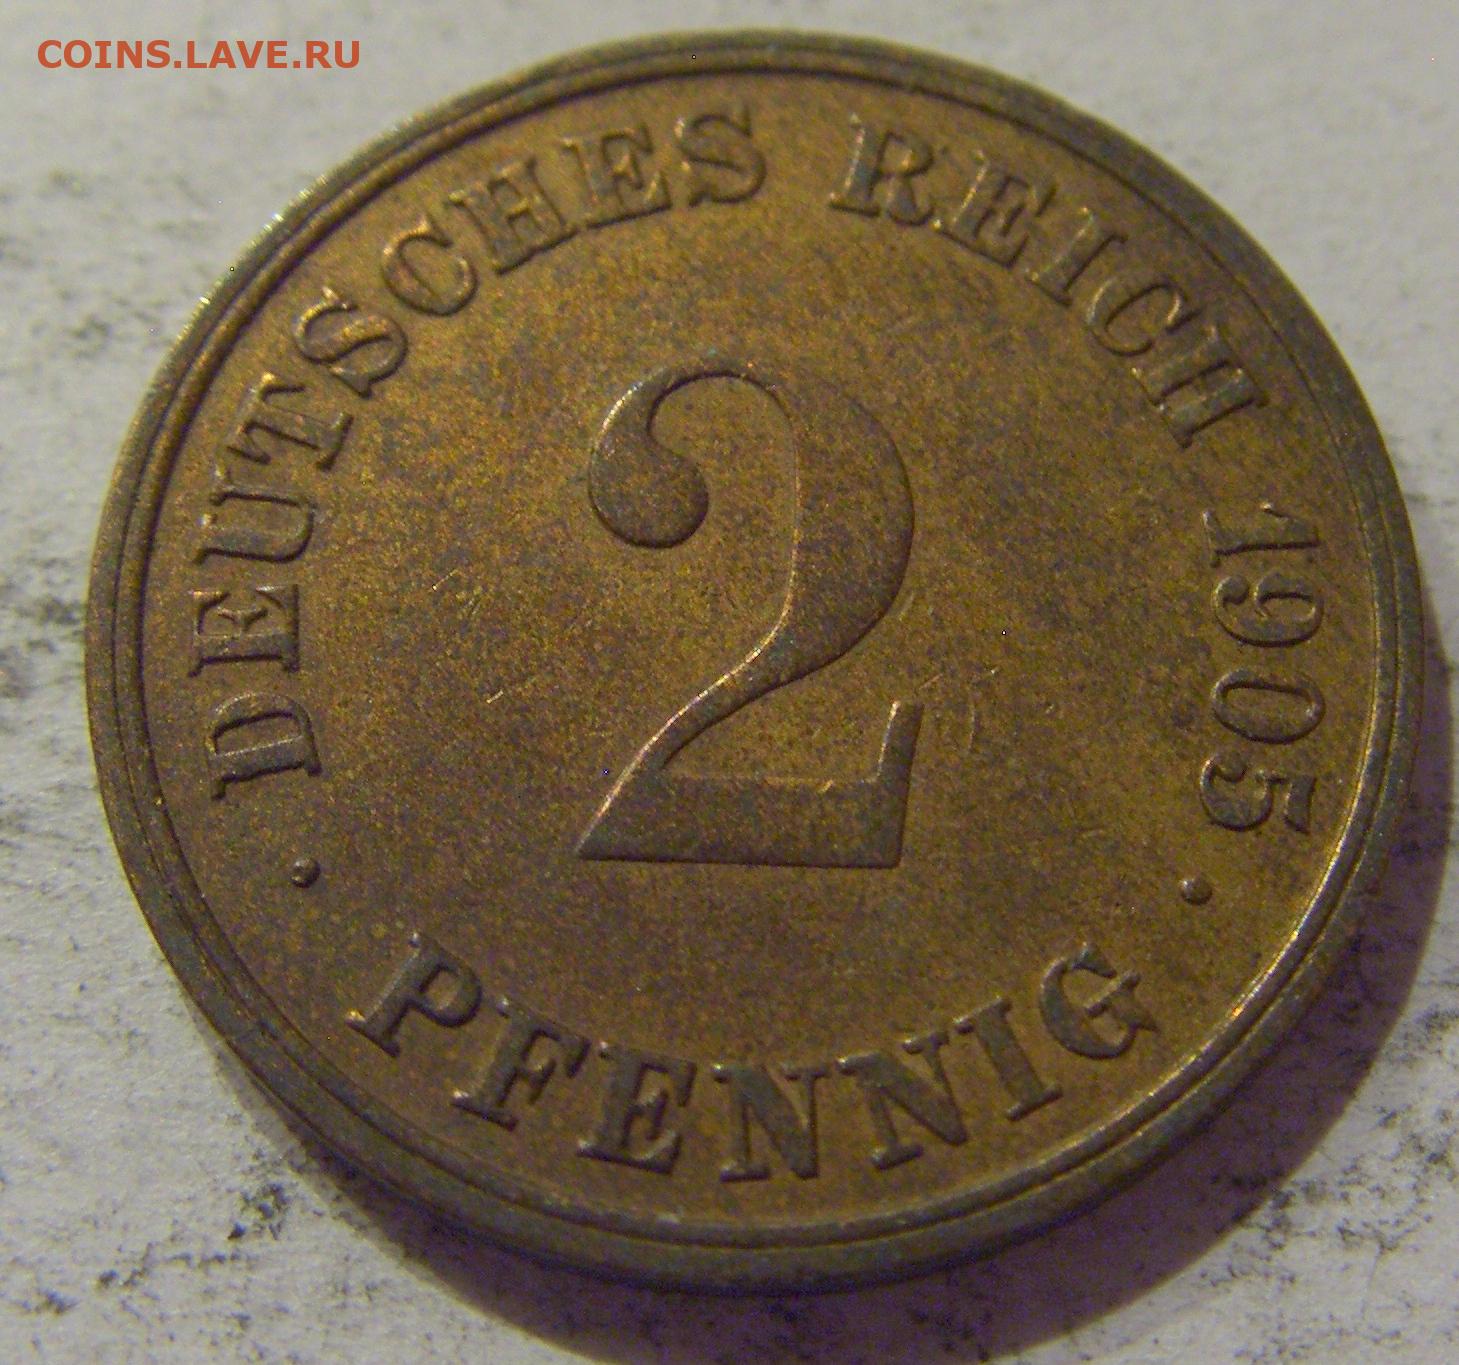 COINS.LAVE.RU
DEUTSCHES REICH 1905
2
· PFENNIG ·